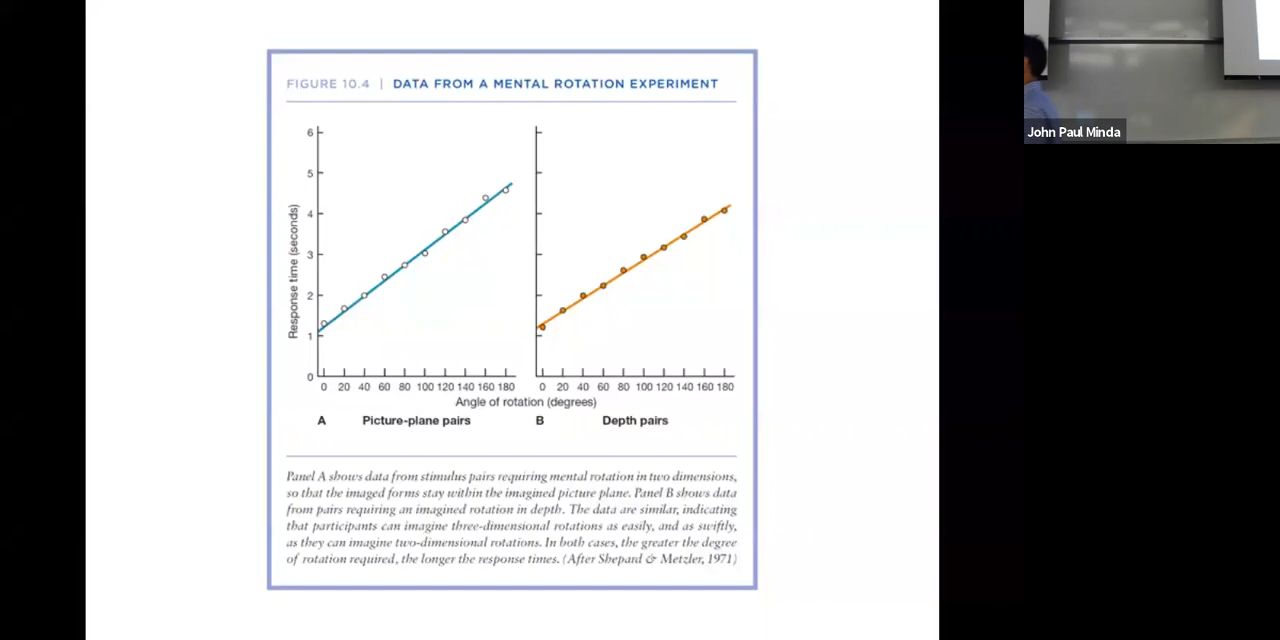 FIGURE 10.4 | DATA FROM A MENTAL ROTATION EXPERIMENT
Response time (seconds)
6
5
4
3
2
1
0
0 20 40 60 80 100 120 140 160 180
0 20 40 60 80 100 120 140 160 180
Angle of rotation (degrees)
A Picture-plane pairs
B Depth pairs
Panel A shows data from stimulus pairs requiring mental rotation in two dimensions,
so that the imaged forms stay within the imagined picture plane. Panel B shows data
from pairs requiring an imagined rotation in depth. The data are similar, indicating
that participants can imagine three-dimensional rotations as easily, and as swiftly,
as they can imagine two-dimensional rotations. In both cases, the greater the degree
of rotation required, the longer the response times. (After Shepard & Metzler, 1971)
John Paul Minda